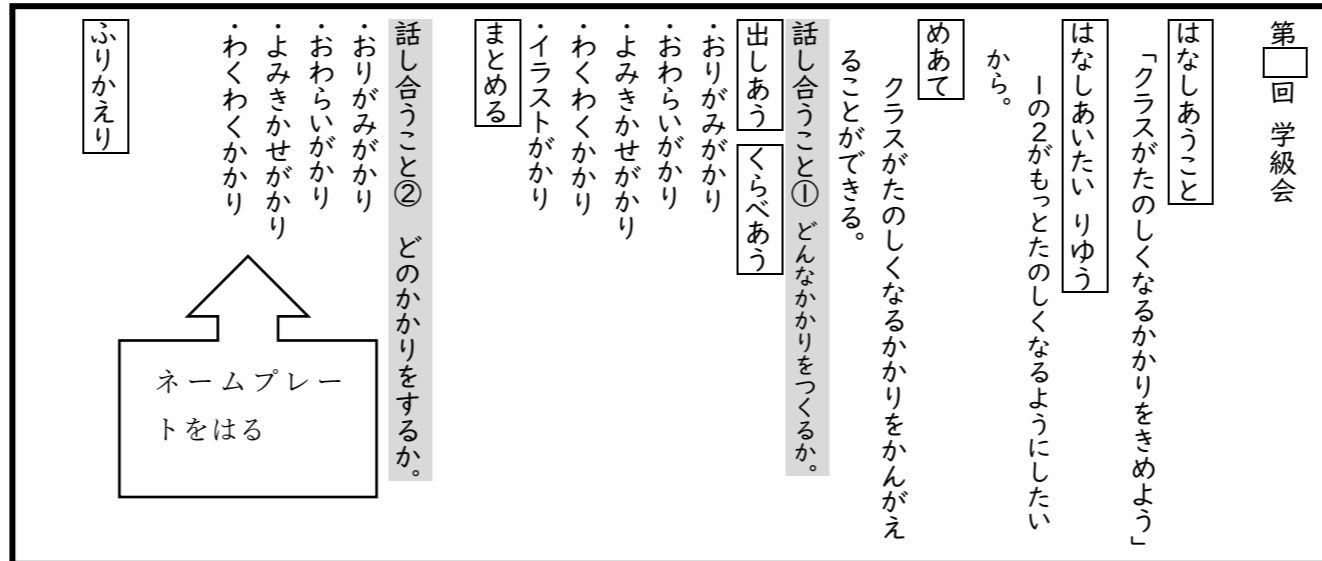 第□回 学級会
はなしあうこと
「クラスがたのしくなるかかりをきめよう」
はなしあいたい りゆう
1の2がもっとたのしくなるようにしたい
から。
めあて
クラスがたのしくなるかかりをかんがえ
ることができる。
話し合うこと① どんなかかりをつくるか。
出しあう くらべあう
・おりがみがかり
・おわらいがかり
・よみきかせがかり
・わくわくかかり
・イラストがかり
まとめる
話し合うこと② どのかかりをするか。
・おりがみがかり
・おわらいがかり
・よみきかせがかり
・わくわくかかり
ネームプレー
トをはる
ふりかえり